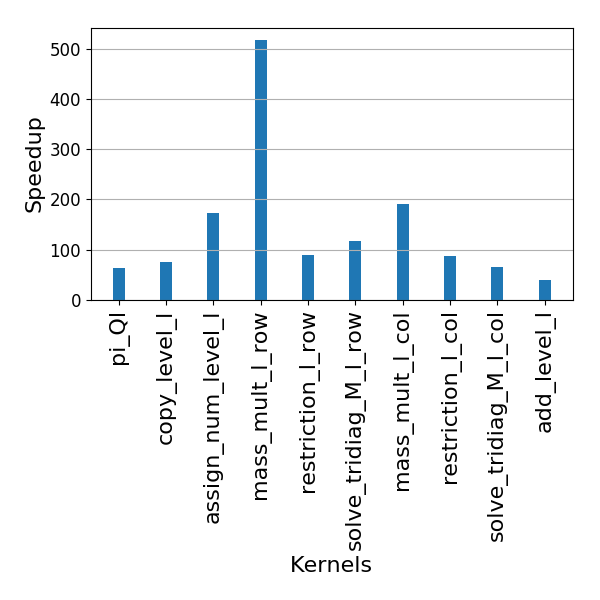 500
400
300
200
100
0
Speedup
pi_Ql
copy_level_l
assign_num_level_l
mass_mult_l_row
restriction_l_row
solve_tridiag_M_l_row
mass_mult_l_col
restriction_l_col
solve_tridiag_M_l_col
add_level_l
Kernels